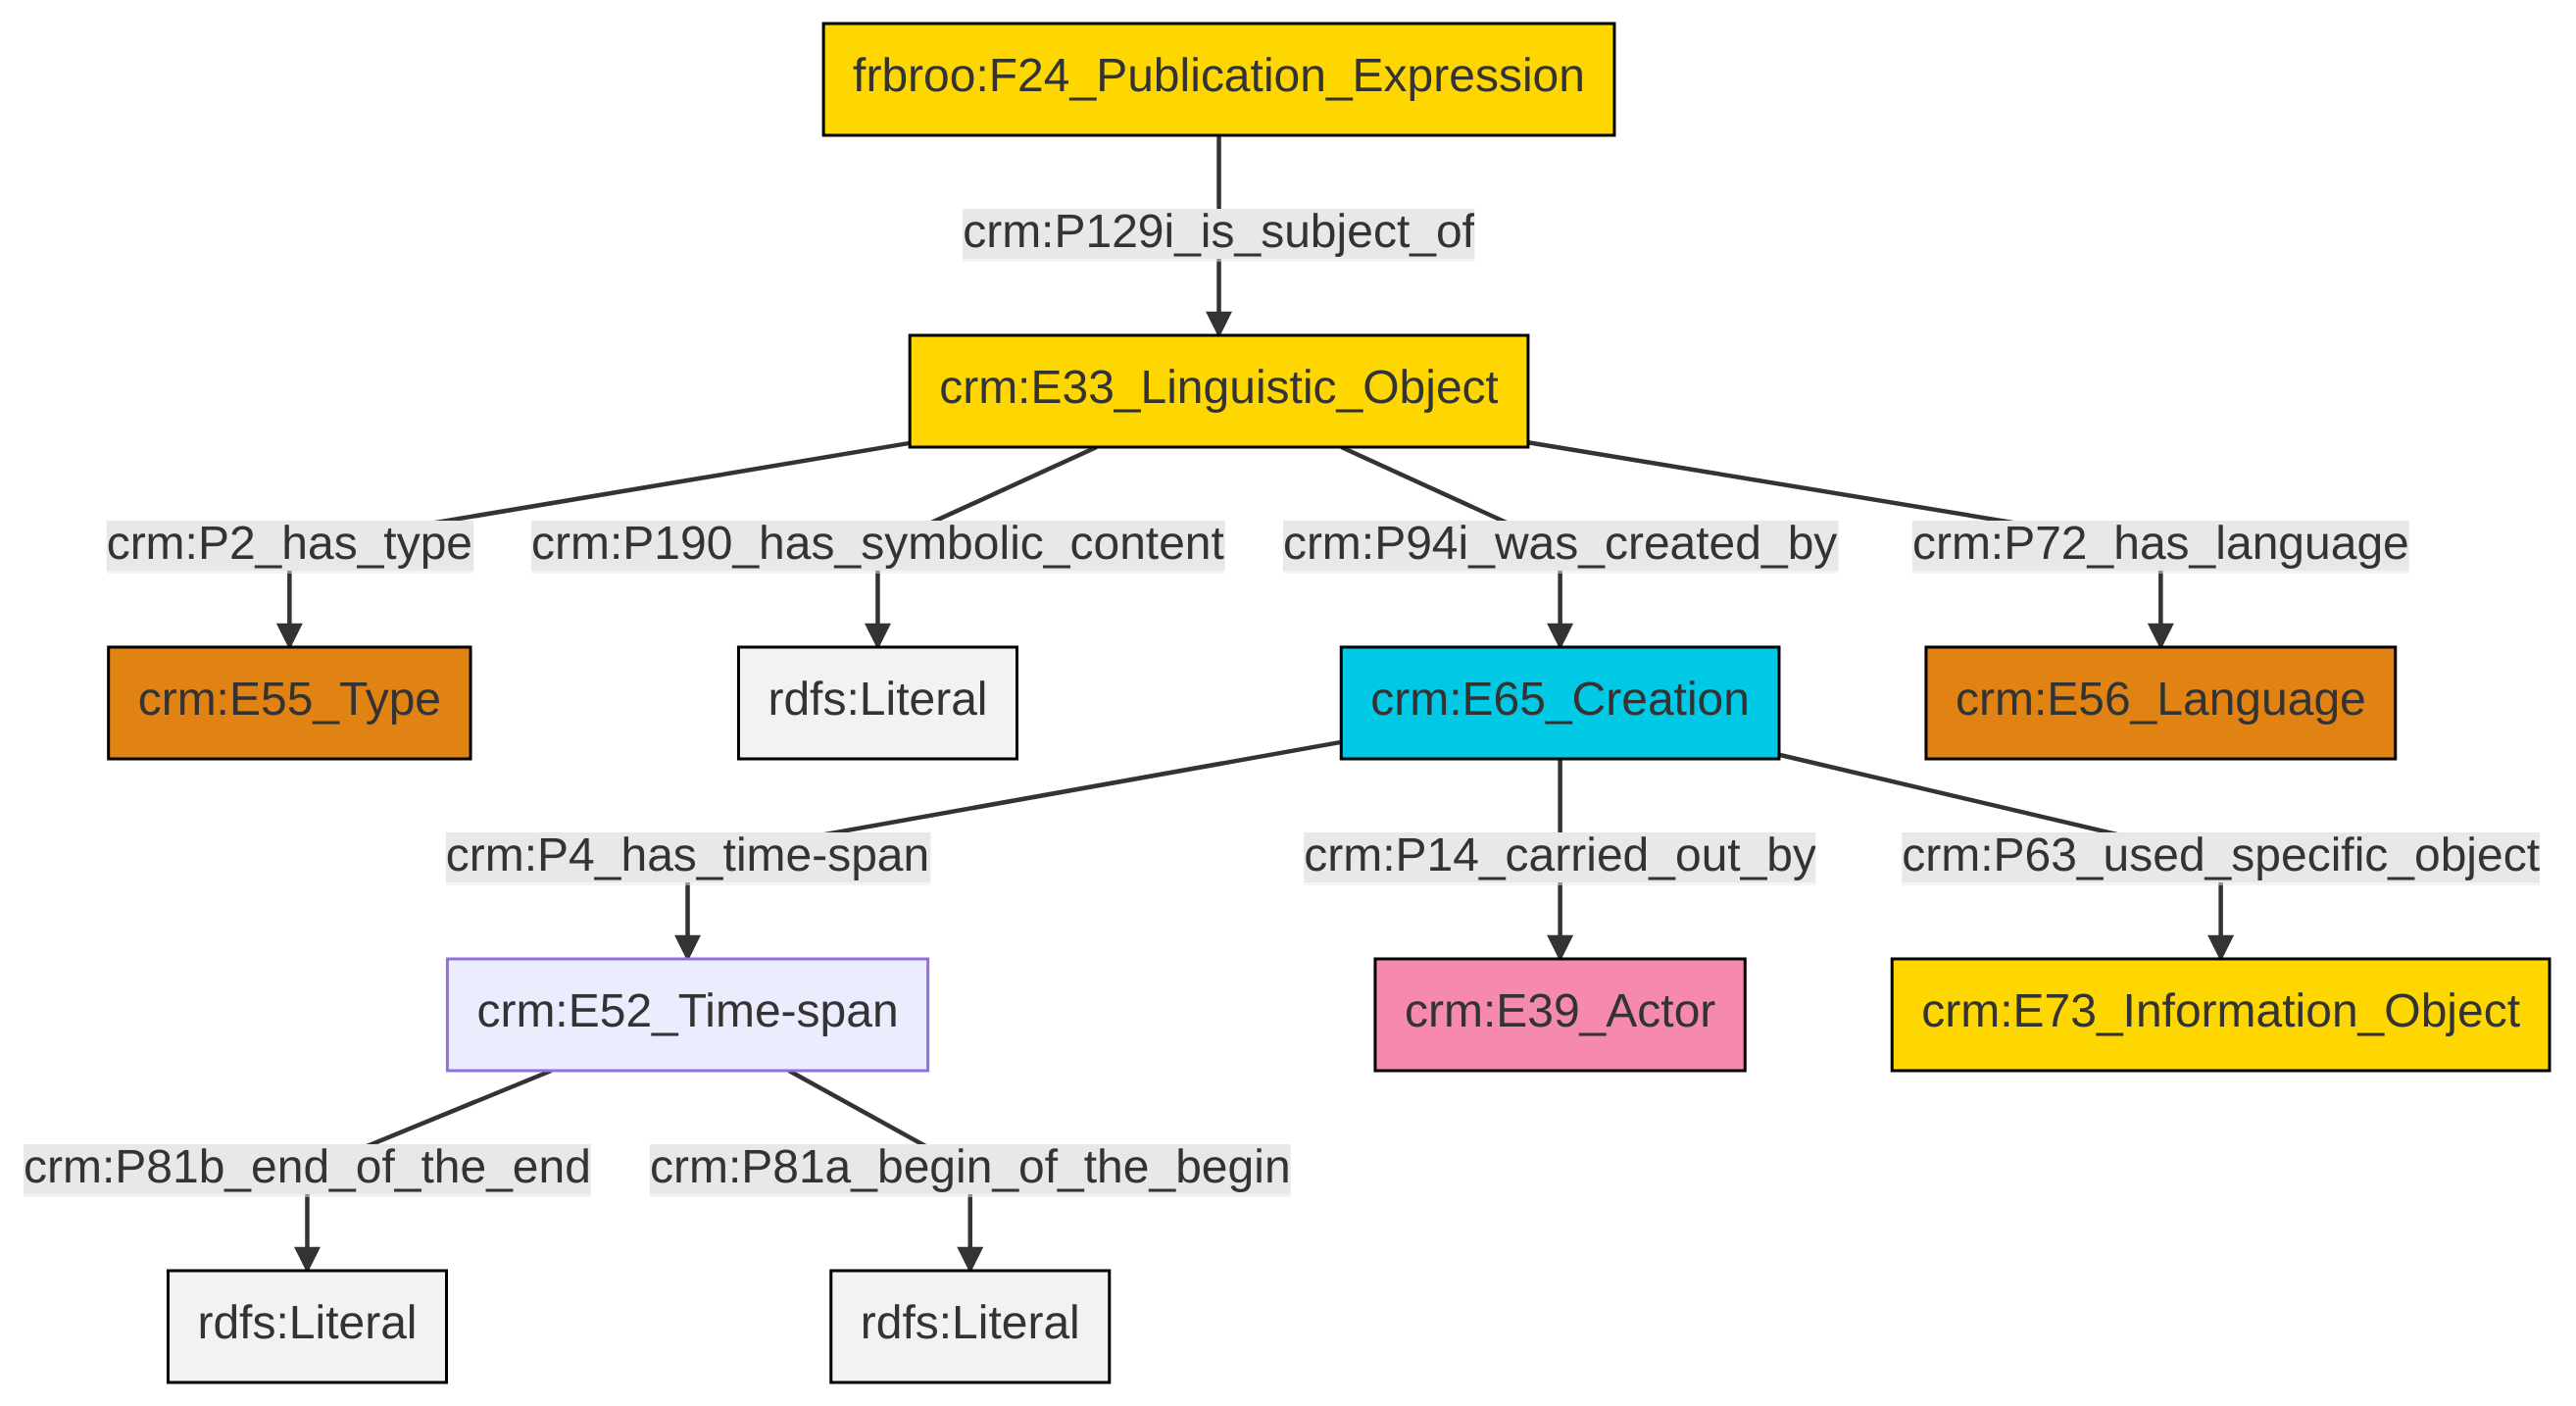 frbroo:F24_Publication_Expression
crm:P129i_is_subject_of
crm:E33_Linguistic_Object
crm:P2_has_type
crm:P190_has_symbolic_content
crm:P94i_was_created_by
crm:P72_has_language
crm:E55_Type
rdfs:Literal
crm:E65_Creation
crm:E56_Language
crm:P4_has_time-span
crm:P14_carried_out_by
crm:P63_used_specific_object
crm:E52_Time-span
crm:E39_Actor
crm:E73_Information_Object
crm:P81b_end_of_the_end
crm:P81a_begin_of_the_begin
rdfs:Literal
rdfs:Literal